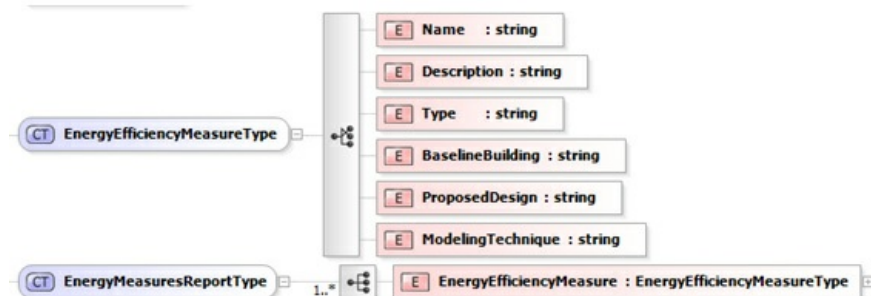 E Name : string
E Description : string
E Type : string
CT EnergyEfficiencyMeasureType
E BaselineBuilding : string
E ProposedDesign : string
E ModelingTechnique : string
CT EnergyMeasuresReportType 1..* E EnergyEfficiencyMeasure : EnergyEfficiencyMeasureType